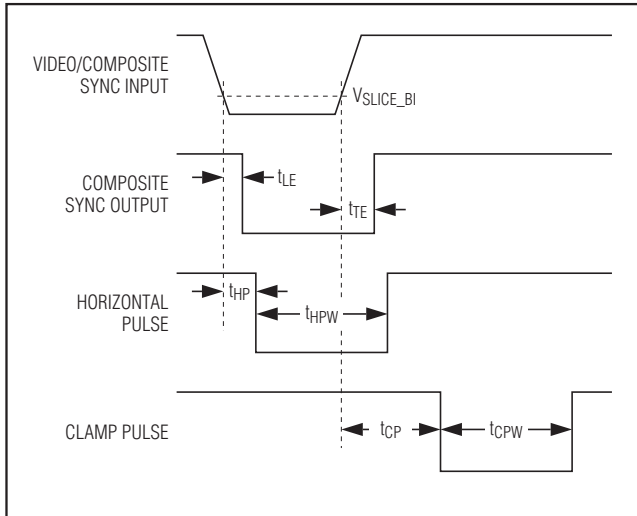 VIDEO/COMPOSITE
SYNC INPUT
VSLICE_BI
COMPOSITE
SYNC OUTPUT
tLE
tTE
HORIZONTAL
PULSE
tHP
tHPW
CLAMP PULSE
tCP
tCPW